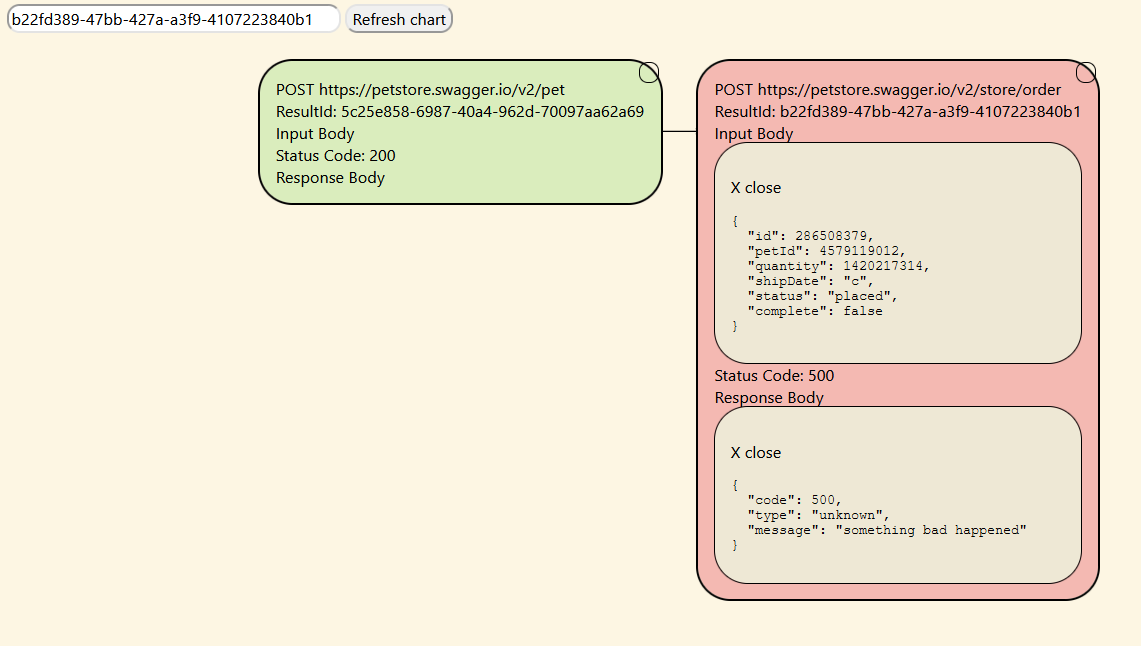 b22fd389-47bb-427a-a3f9-4107223840b1 Refresh chart
POST https://petstore.swagger.io/v2/pet
ResultId: 5c25e858-6987-40a4-962d-70097aa62a69
Input Body
Status Code: 200
Response Body
POST https://petstore.swagger.io/v2/store/order
ResultId: b22fd389-47bb-427a-a3f9-4107223840b1
Input Body
X close
{
  "id": 286508379,
  "petId": 4579119012,
  "quantity": 1420217314,
  "shipDate": "c",
  "status": "placed",
  "complete": false
}
Status Code: 500
Response Body
X close
{
  "code": 500,
  "type": "unknown",
  "message": "something bad happened"
}